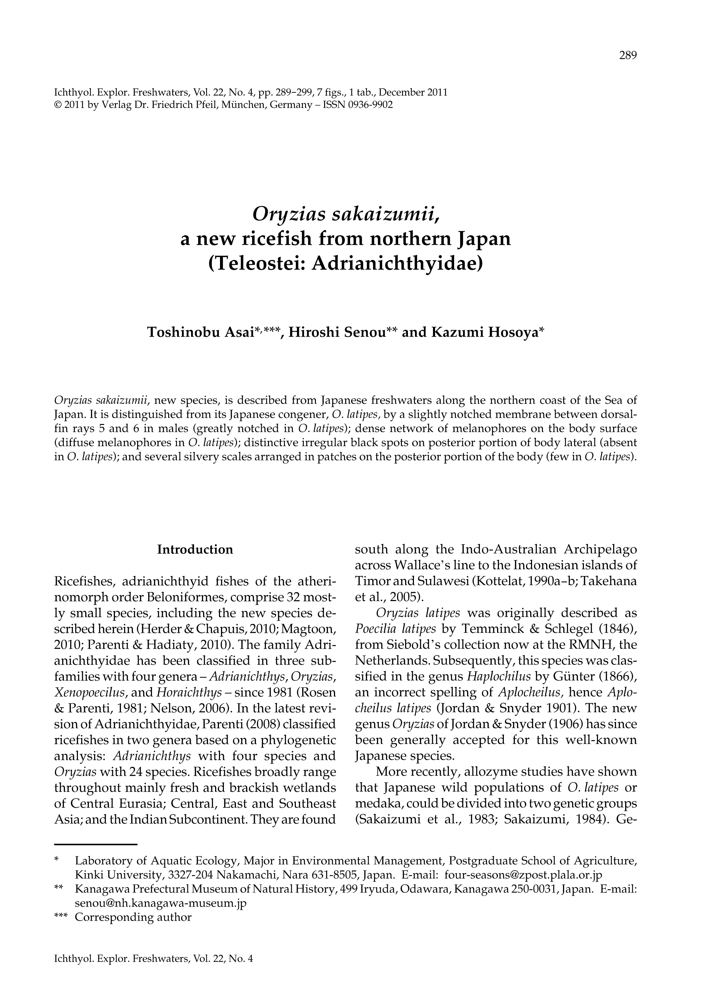 289
Ichthyol. Explor. Freshwaters, Vol. 22, No. 4, pp. 289–299, 7 figs., 1 tab., December 2011
© 2011 by Verlag Dr. Friedrich Pfeil, München, Germany – ISSN 0936-9902
Oryzias sakaizumii,
a new ricefish from northern Japan
(Teleostei: Adrianichthyidae)
Toshinobu Asai*,***, Hiroshi Senou** and Kazumi Hosoya*
Oryzias sakaizumii, new species, is described from Japanese freshwaters along the northern coast of the Sea of
Japan. It is distinguished from its Japanese congener, O. latipes, by a slightly notched membrane between dorsal-
fin rays 5 and 6 in males (greatly notched in O. latipes); dense network of melanophores on the body surface
(diffuse melanophores in O. latipes); distinctive irregular black spots on posterior portion of body lateral (absent
in O. latipes); and several silvery scales arranged in patches on the posterior portion of the body (few in O. latipes).
Introduction
Ricefishes, adrianichthyid fishes of the atheri-
nomorph order Beloniformes, comprise 32 most-
ly small species, including the new species de-
scribed herein (Herder & Chapuis, 2010; Magtoon,
2010; Parenti & Hadiaty, 2010). The family Adri-
anichthyidae has been classified in three sub-
families with four genera – Adrianichthys, Oryzias,
Xenopoecilus, and Horaichthys – since 1981 (Rosen
& Parenti, 1981; Nelson, 2006). In the latest revi-
sion of Adrianichthyidae, Parenti (2008) classified
ricefishes in two genera based on a phylogenetic
analysis: Adrianichthys with four species and
Oryzias with 24 species. Ricefishes broadly range
throughout mainly fresh and brackish wetlands
of Central Eurasia; Central, East and Southeast
Asia; and the Indian Subcontinent. They are found
south along the Indo-Australian Archipelago
across Wallace's line to the Indonesian islands of
Timor and Sulawesi (Kottelat, 1990a–b; Takehana
et al., 2005).
Oryzias latipes was originally described as
Poecilia latipes by Temminck & Schlegel (1846),
from Siebold's collection now at the RMNH, the
Netherlands. Subsequently, this species was clas-
sified in the genus Haplochilus by Günter (1866),
an incorrect spelling of Aplocheilus, hence Aplo-
cheilus latipes (Jordan & Snyder 1901). The new
genus Oryzias of Jordan & Snyder (1906) has since
been generally accepted for this well-known
Japanese species.
More recently, allozyme studies have shown
that Japanese wild populations of O. latipes or
medaka, could be divided into two genetic groups
(Sakaizumi et al., 1983; Sakaizumi, 1984). Ge-
* Laboratory of Aquatic Ecology, Major in Environmental Management, Postgraduate School of Agriculture,
Kinki University, 3327-204 Nakamachi, Nara 631-8505, Japan. E-mail: four-seasons@zpost.plala.or.jp
** Kanagawa Prefectural Museum of Natural History, 499 Iryuda, Odawara, Kanagawa 250-0031, Japan. E-mail:
senou@nh.kanagawa-museum.jp
*** Corresponding author
Ichthyol. Explor. Freshwaters, Vol. 22, No. 4